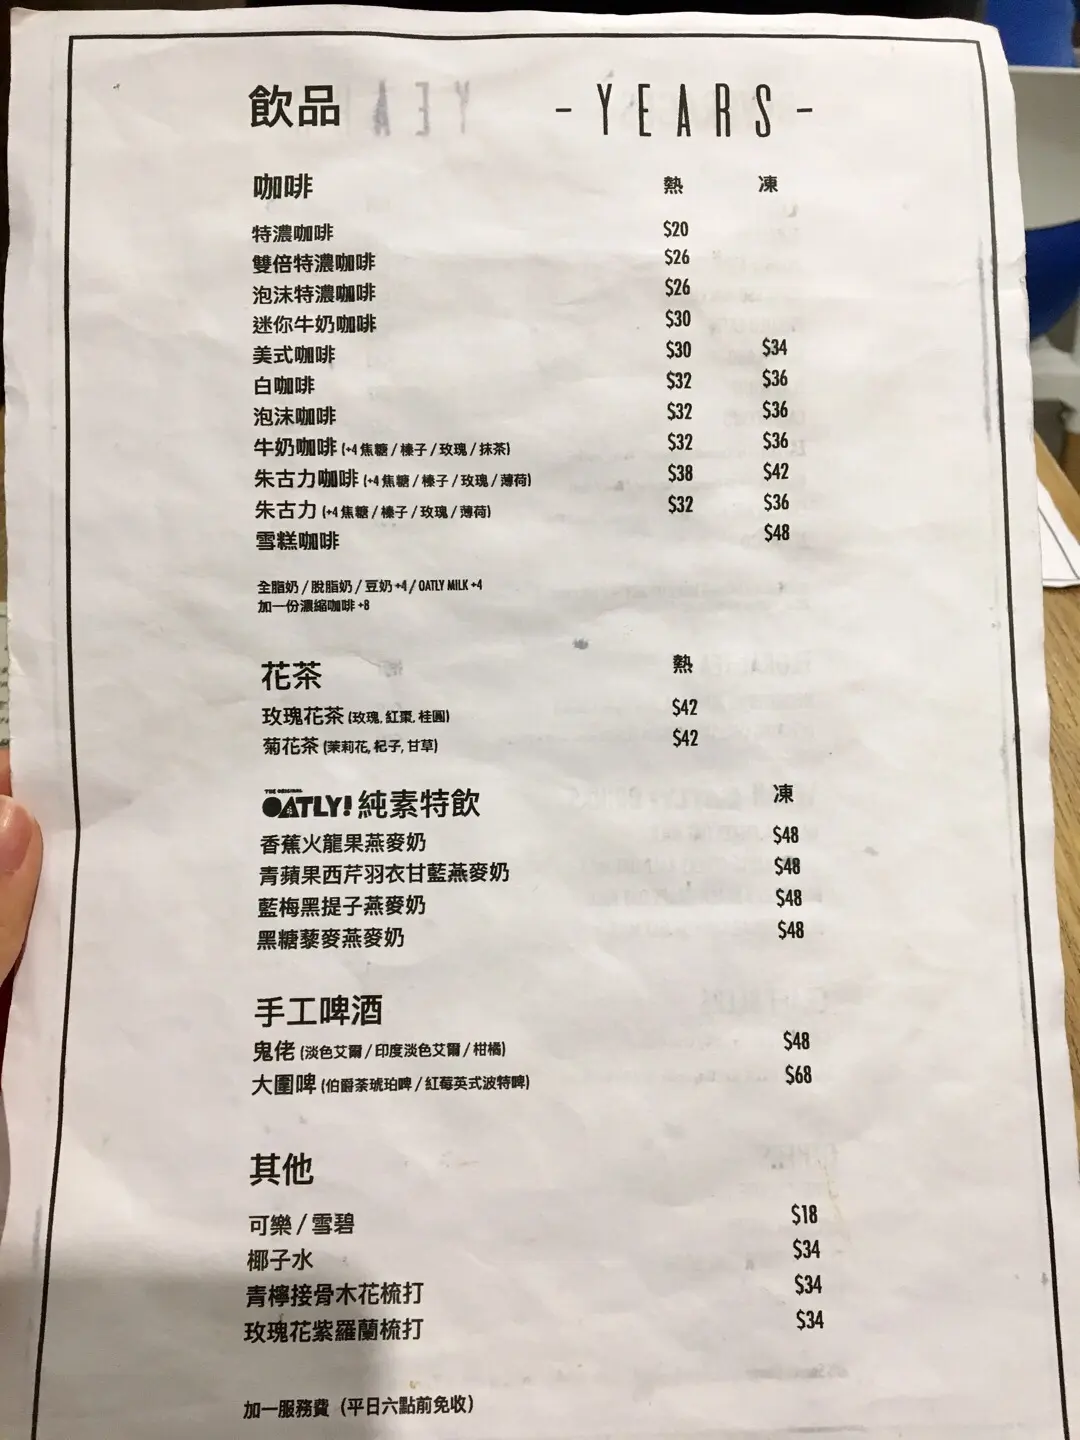 飲品 - YEARS -
咖啡 熱 凍
特濃咖啡 $20
雙倍特濃咖啡 $26
泡沫特濃咖啡 $26
迷你牛奶咖啡 $30
美式咖啡 $30 $34
白咖啡 $32 $36
泡沫咖啡 $32 $36
牛奶咖啡 (+4 焦糖 / 榛子 / 玫瑰 / 抹茶) $32 $36
朱古力咖啡 (+4 焦糖 / 榛子 / 玫瑰 / 薄荷) $38 $42
朱古力 (+4 焦糖 / 榛子 / 玫瑰 / 薄荷) $32 $36
雪糕咖啡 $48
全脂奶 / 脫脂奶 / 豆奶 +4 / OATLY MILK +4
加一份濃縮咖啡 +8
花茶 熱
玫瑰花茶 (玫瑰, 紅棗, 桂圓) $42
菊花茶 (茉莉花, 杞子, 甘草) $42
THE ORIGINAL
OATLY! 純素特飲 凍
香蕉火龍果燕麥奶 $48
青蘋果西芹羽衣甘藍燕麥奶 $48
藍梅黑提子燕麥奶 $48
黑糖藜麥燕麥奶 $48
手工啤酒
鬼佬 (淡色艾爾 / 印度淡色艾爾 / 柑橘) $48
大圍啤 (伯爵荼琥珀啤 / 紅莓英式波特啤) $68
其他
可樂 / 雪碧 $18
椰子水 $34
青檸接骨木花梳打 $34
玫瑰花紫羅蘭梳打 $34
加一服務費 (平日六點前免收)